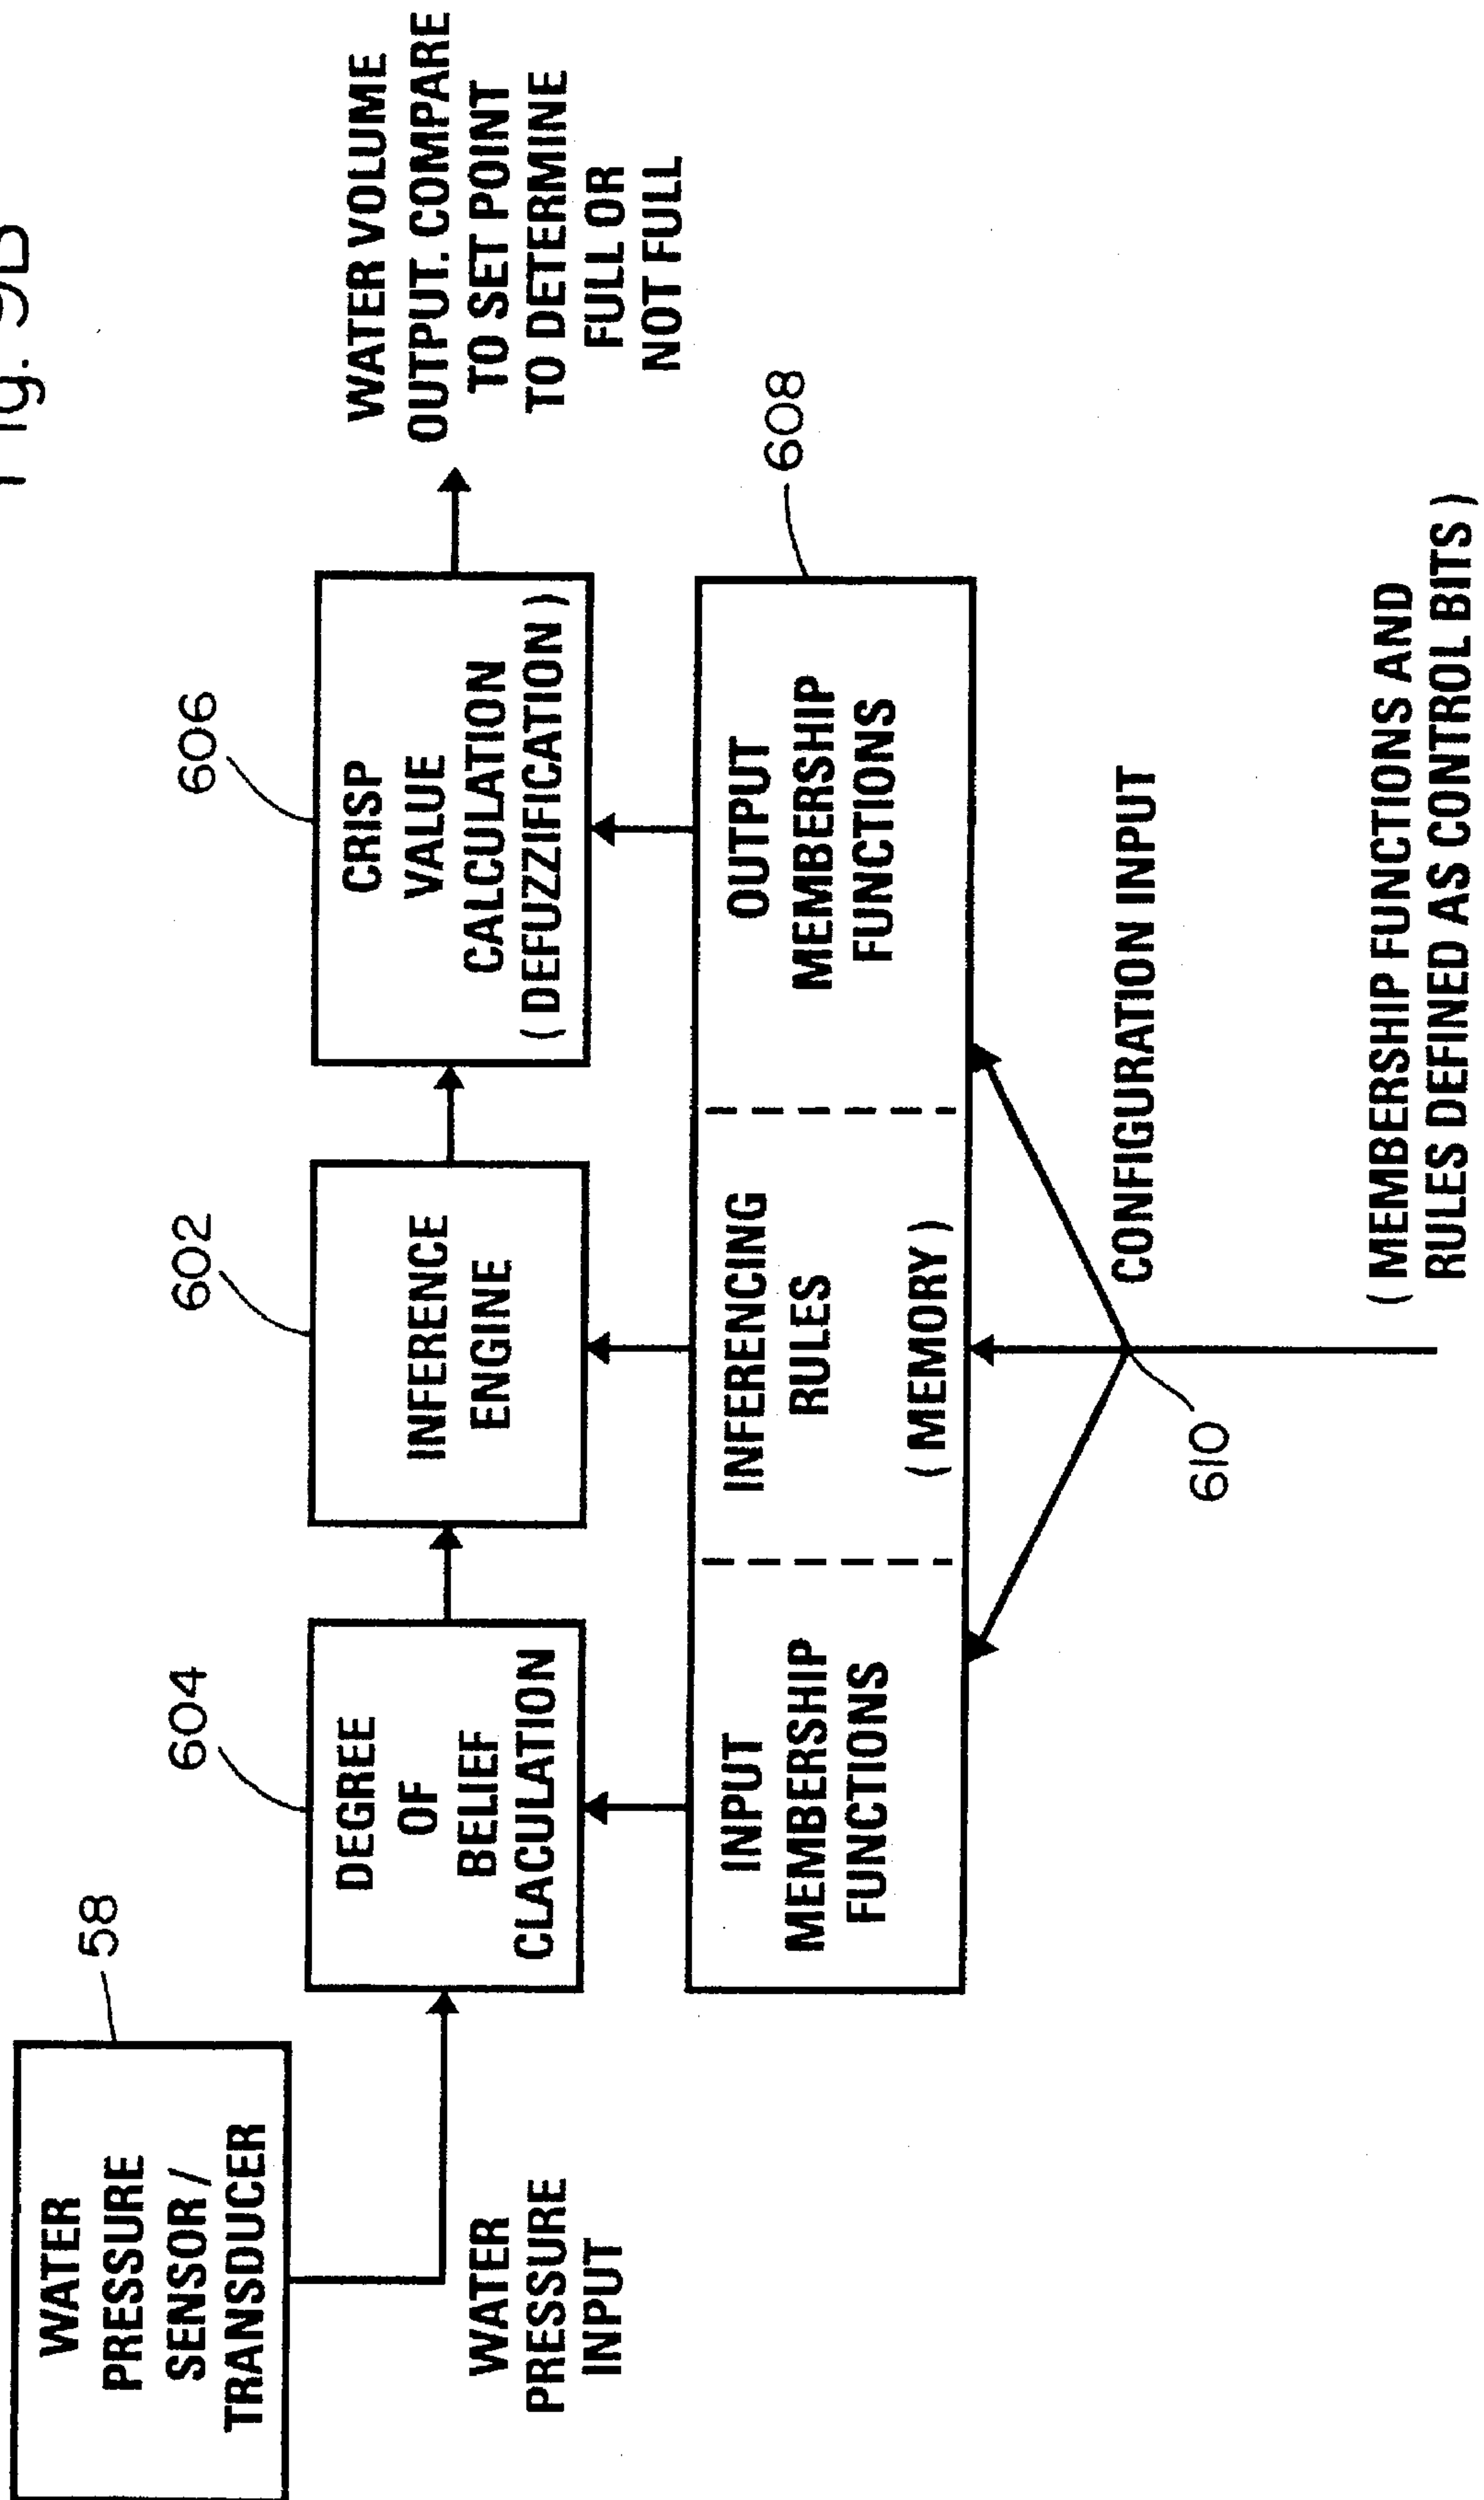 Fig.
WATER
PRESSURE
SENSOR /
TRANSDUCER
58
WATER
PRESSURE
INPUT
604
DEGREE
OF
BELIEF
CLACULATION
602
INFERENCE
ENGINE
606
CRISP
VALUE
CALCULATION
( DEFUZZIFICATION )
WATER VOLUME
OUTPUT. COMPARE
TO SET POINT
TO DETERMINE
FULL OR
NOT FULL
608
INPUT
MEMBERSHIP
FUNCTIONS
INFERENCING
RULES
( MEMORY )
OUTPUT
MEMBERSHIP
FUNCTIONS
610
CONFIGURATION INPUT
( MEMBERSHIP FUNCTIONS AND
RULES DEFINED AS CONTROL BITS )